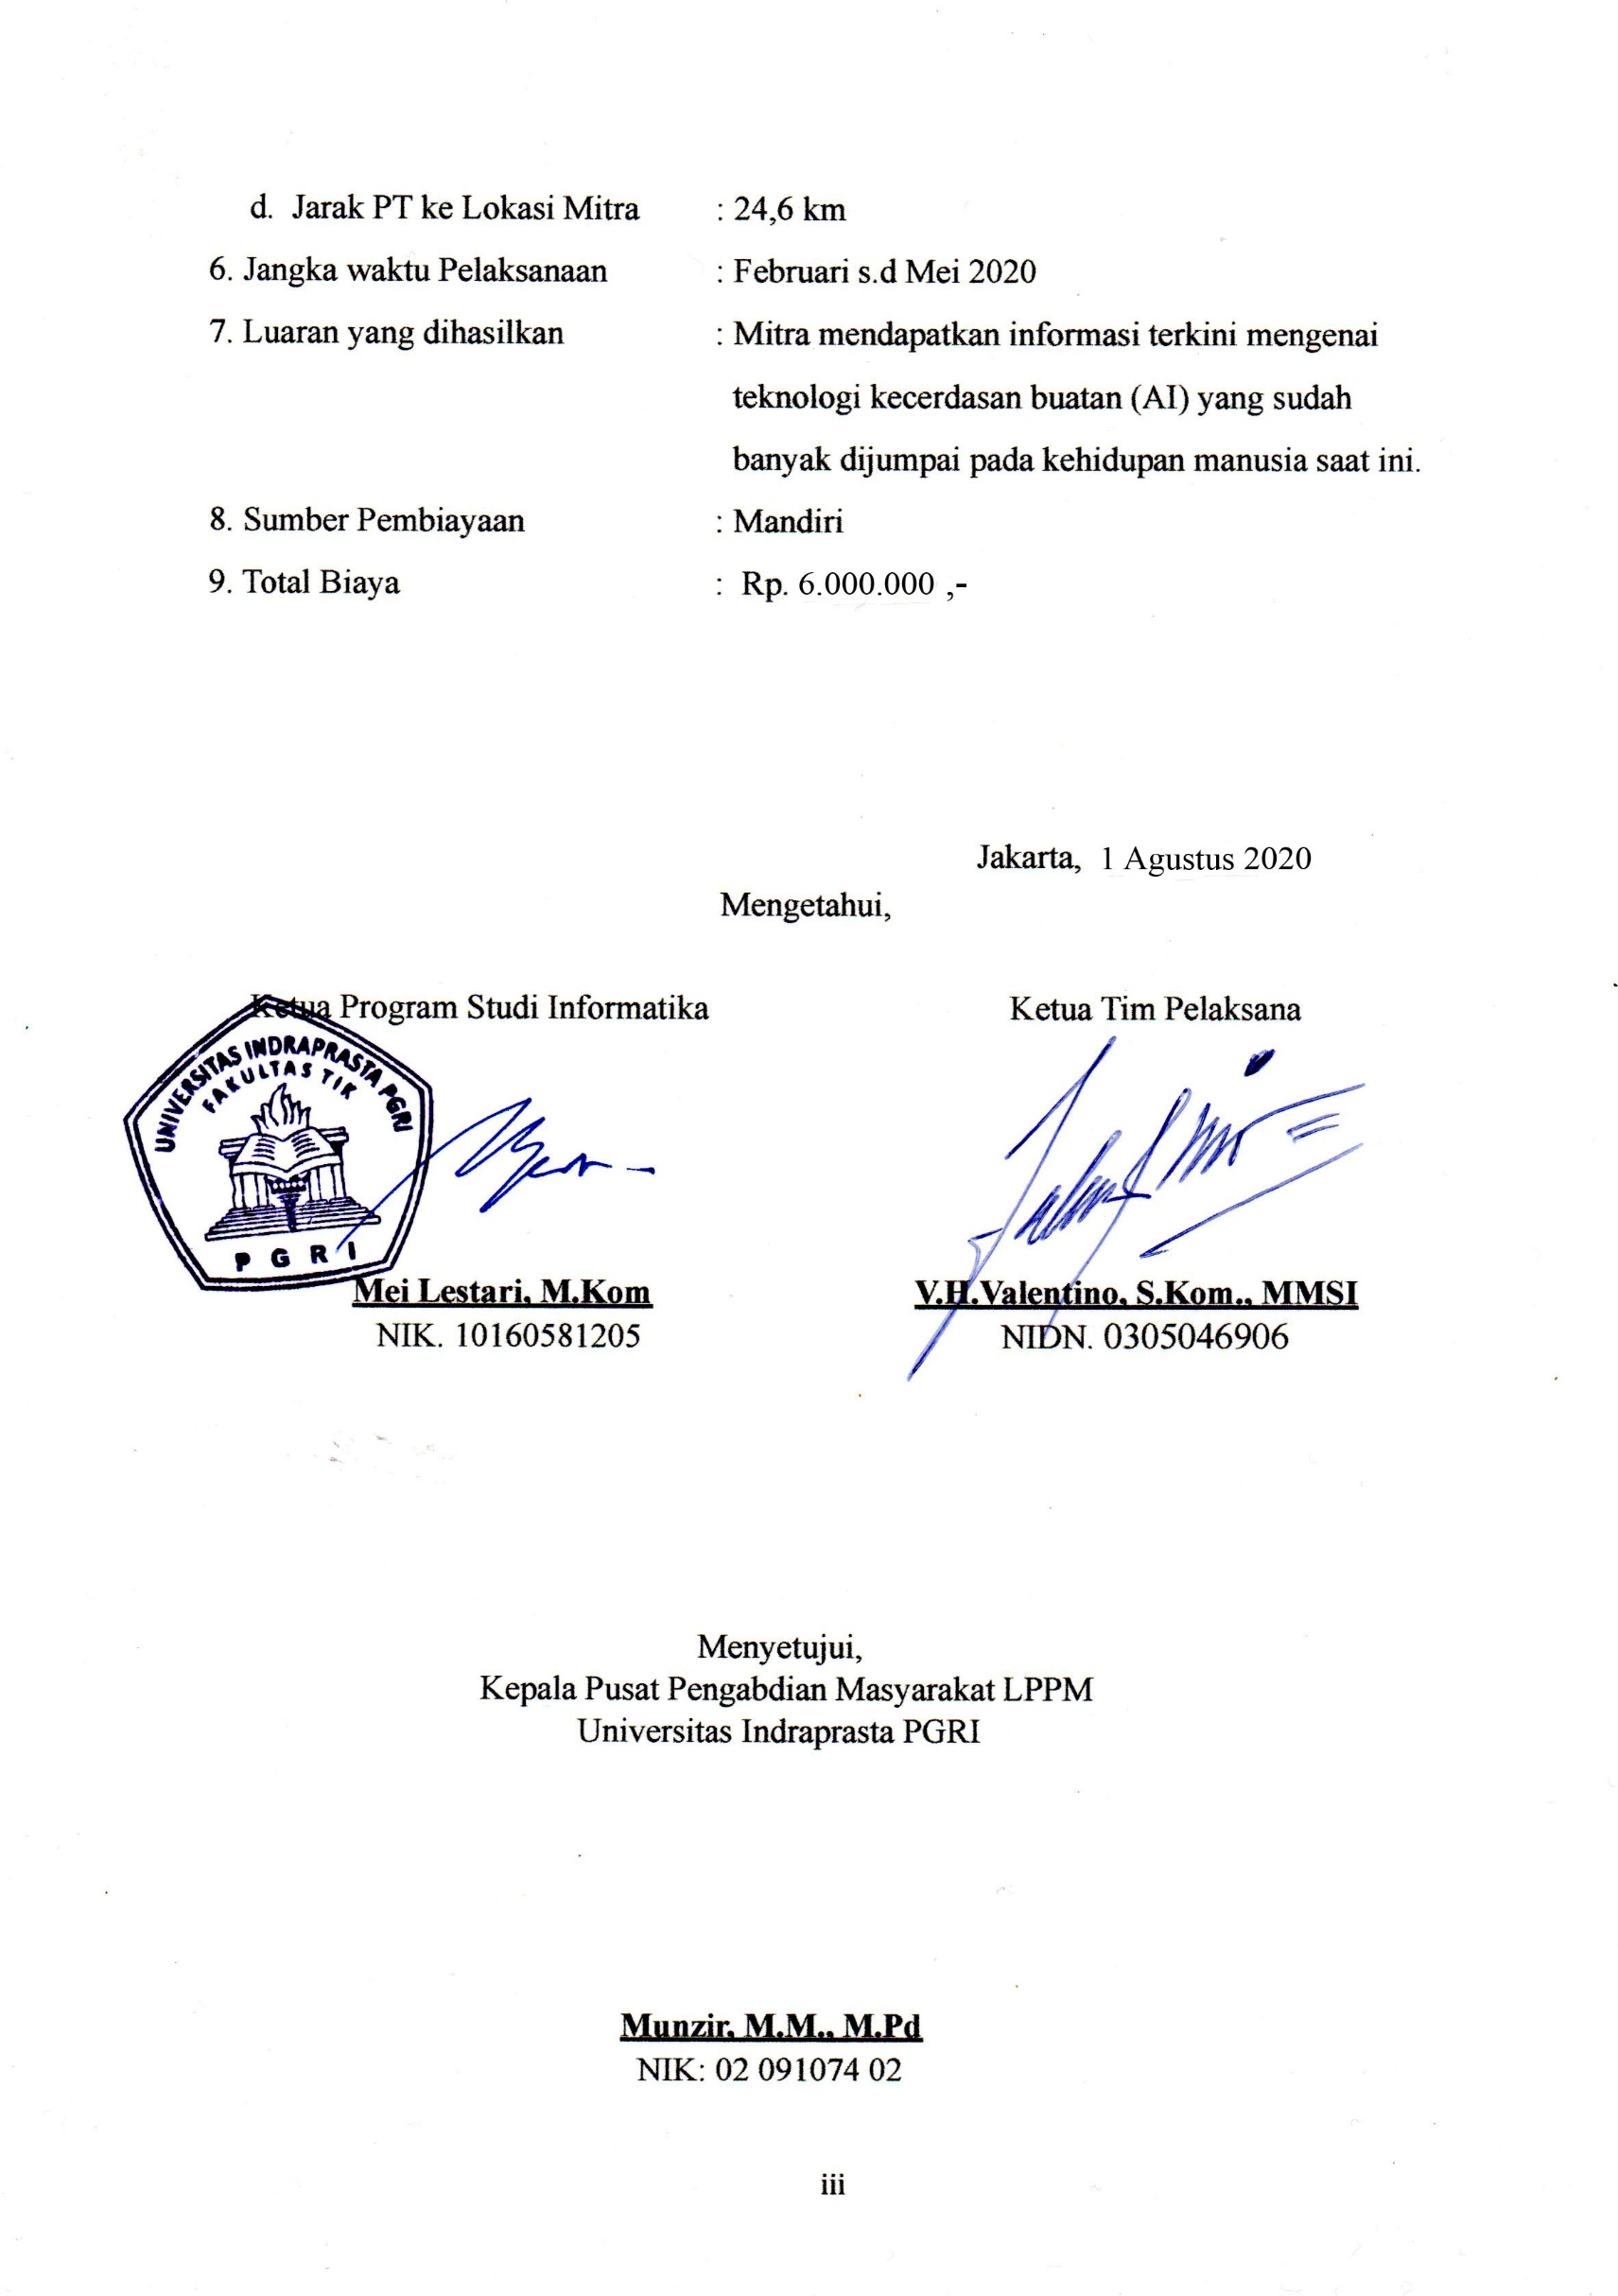 d. Jarak PT ke Lokasi Mitra : 24,6 km
6. Jangka waktu Pelaksanaan : Februari s.d Mei 2020
7. Luaran yang dihasilkan : Mitra mendapatkan informasi terkini mengenai
teknologi kecerdasan buatan (AI) yang sudah
banyak dijumpai pada kehidupan manusia saat ini.
8. Sumber Pembiayaan : Mandiri
9. Total Biaya : Rp. 6.000.000 ,-
Jakarta, 1 Agustus 2020
Mengetahui,
Ketua Program Studi Informatika
Ketua Tim Pelaksana
UNIVERSITAS INDRAPRASTA PGRI
FAKULTAS TIK
P G R I
Mei Lestari, M.Kom
NIK. 10160581205
V.H.Valentino, S.Kom., MMSI
NIDN. 0305046906
Menyetujui,
Kepala Pusat Pengabdian Masyarakat LPPM
Universitas Indraprasta PGRI
Munzir, M.M., M.Pd
NIK: 02 091074 02
iii